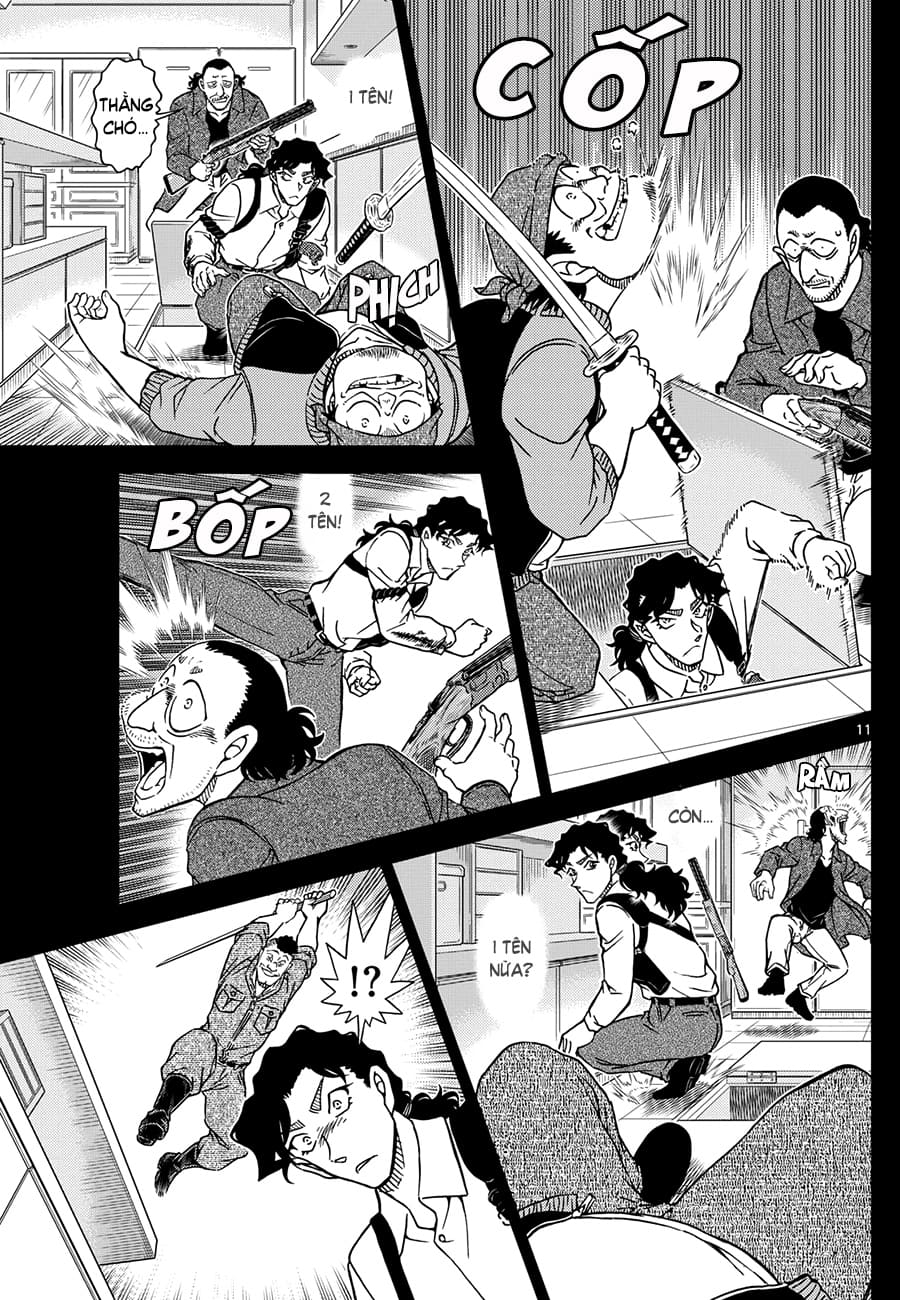 CỐP
1 TÊN!
THẰNG
CHÓ...
PHỊCH
2
TÊN!
BỐP
11
RẦM
CÒN...
1 TÊN
NỮA?
!?